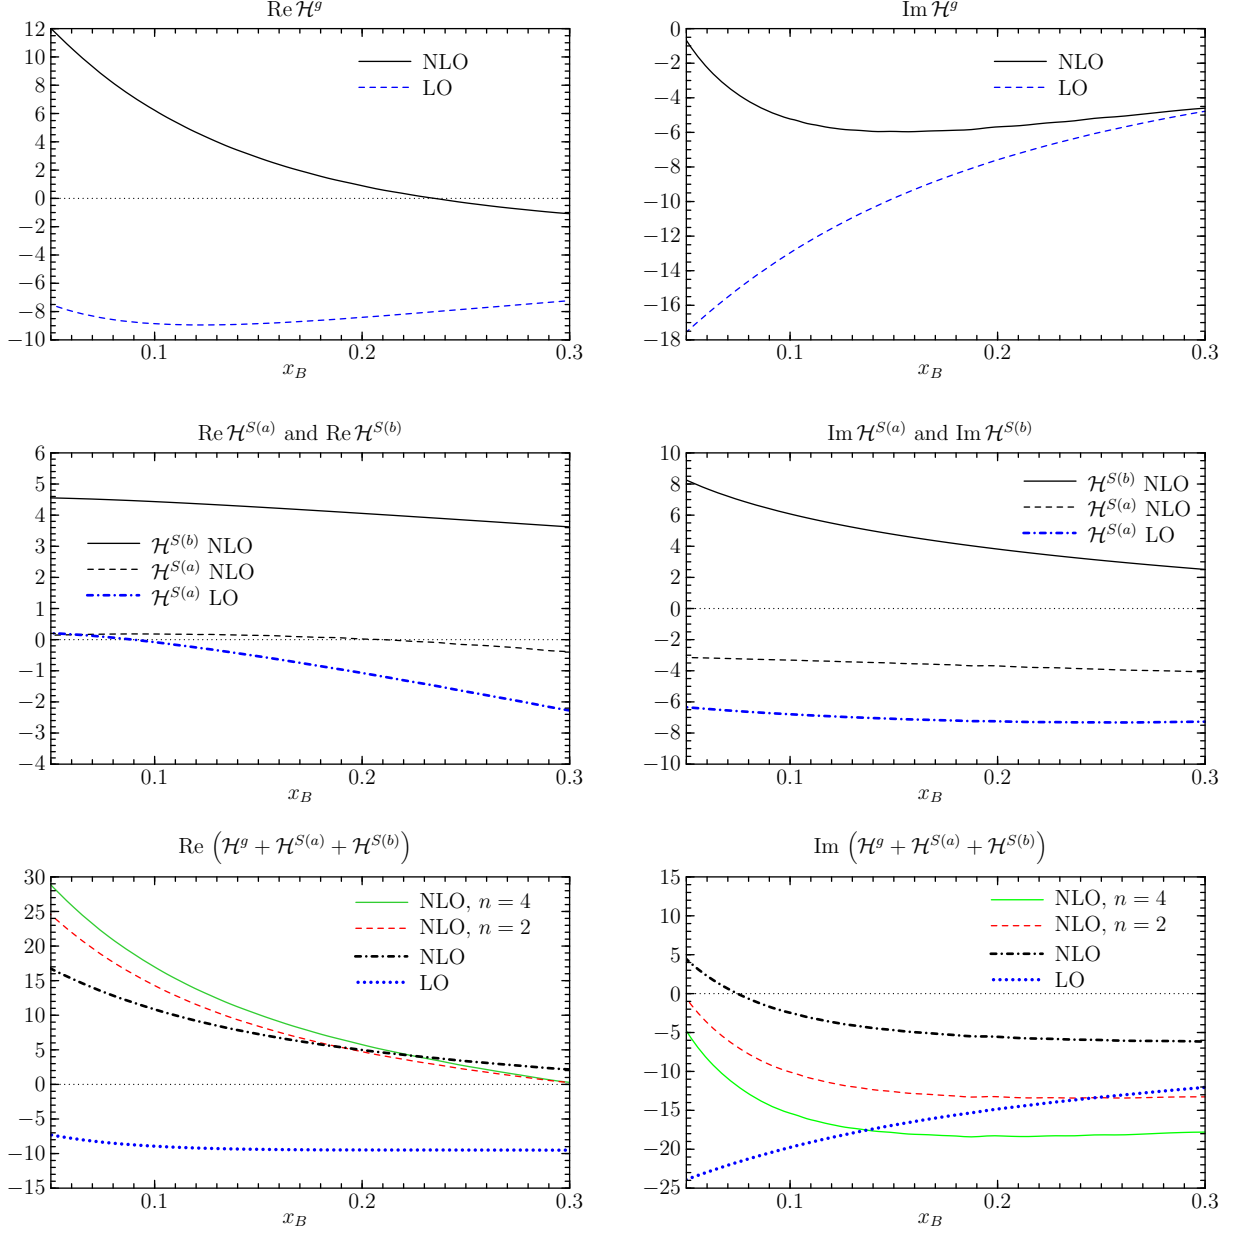 Re ℋ^g
12
10
8
6
4
2
0
−2
−4
−6
−8
−10
NLO
LO
0.1 0.2 0.3
x_B
Im ℋ^g
0
−2
−4
−6
−8
−10
−12
−14
−16
−18
NLO
LO
0.1 0.2 0.3
x_B
Re ℋ^{S(a)} and Re ℋ^{S(b)}
6
5
4
3
2
1
0
−1
−2
−3
−4
ℋ^{S(b)} NLO
ℋ^{S(a)} NLO
ℋ^{S(a)} LO
0.1 0.2 0.3
x_B
Im ℋ^{S(a)} and Im ℋ^{S(b)}
10
8
6
4
2
0
−2
−4
−6
−8
−10
ℋ^{S(b)} NLO
ℋ^{S(a)} NLO
ℋ^{S(a)} LO
0.1 0.2 0.3
x_B
Re (ℋ^g + ℋ^{S(a)} + ℋ^{S(b)})
30
25
20
15
10
5
0
−5
−10
−15
NLO, n = 4
NLO, n = 2
NLO
LO
0.1 0.2 0.3
x_B
Im (ℋ^g + ℋ^{S(a)} + ℋ^{S(b)})
15
10
5
0
−5
−10
−15
−20
−25
NLO, n = 4
NLO, n = 2
NLO
LO
0.1 0.2 0.3
x_B